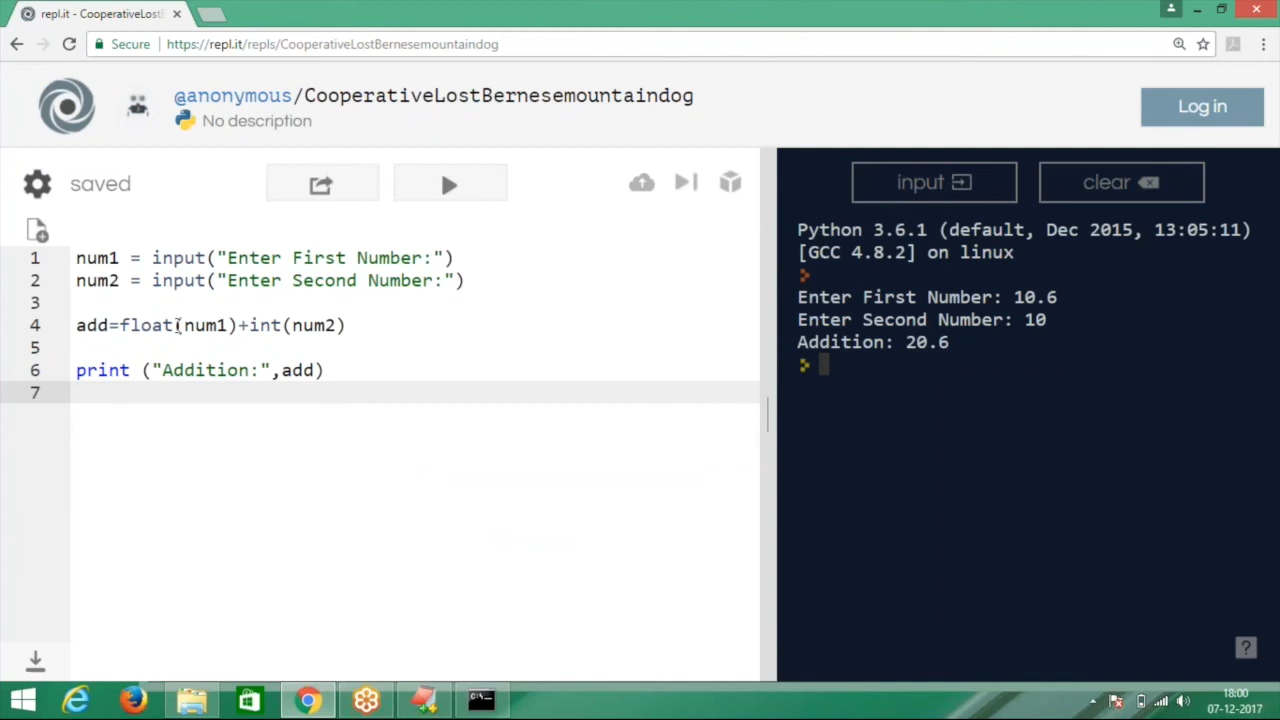 repl.it - CooperativeLostB
Secure https://repl.it/repls/CooperativeLostBernesemountaindog
@anonymous/CooperativeLostBernesemountaindog
No description
Log in
saved
input
clear
1 num1 = input("Enter First Number:")
2 num2 = input("Enter Second Number:")
3
4 add=float(num1)+int(num2)
5
6 print ("Addition:",add)
7
Python 3.6.1 (default, Dec 2015, 13:05:11)
[GCC 4.8.2] on linux
Enter First Number: 10.6
Enter Second Number: 10
Addition: 20.6
?
18:00
07-12-2017